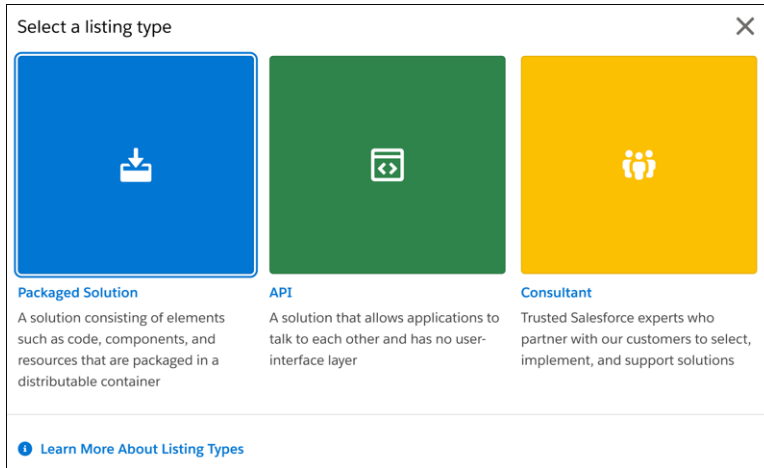 Select a listing type
Packaged Solution
A solution consisting of elements
such as code, components, and
resources that are packaged in a
distributable container
API
A solution that allows applications to
talk to each other and has no user-
interface layer
Consultant
Trusted Salesforce experts who
partner with our customers to select,
implement, and support solutions
Learn More About Listing Types